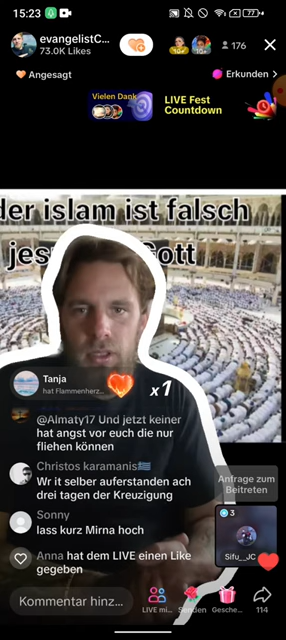 15:23
evangelistC...
73.0K Likes
10+
10+
176
Angesagt
Erkunden >
Vielen Dank
LIVE Fest
Countdown
der islam ist falsch
Tanja
hat Flammenherz...
x1
@Almaty17 Und jetzt keiner
hat angst vor euch die nur
fliehen können
Christos karamanis🇬🇷
Wr it selber auferstanden ach
drei tagen der Kreuzigung
Sonny
lass kurz Mirna hoch
Anna hat dem LIVE einen Like
gegeben
Anfrage zum
Beitreten
3
Sifu_JC
Kommentar hinz...
LIVE mi...
Senden
Gesche...
114